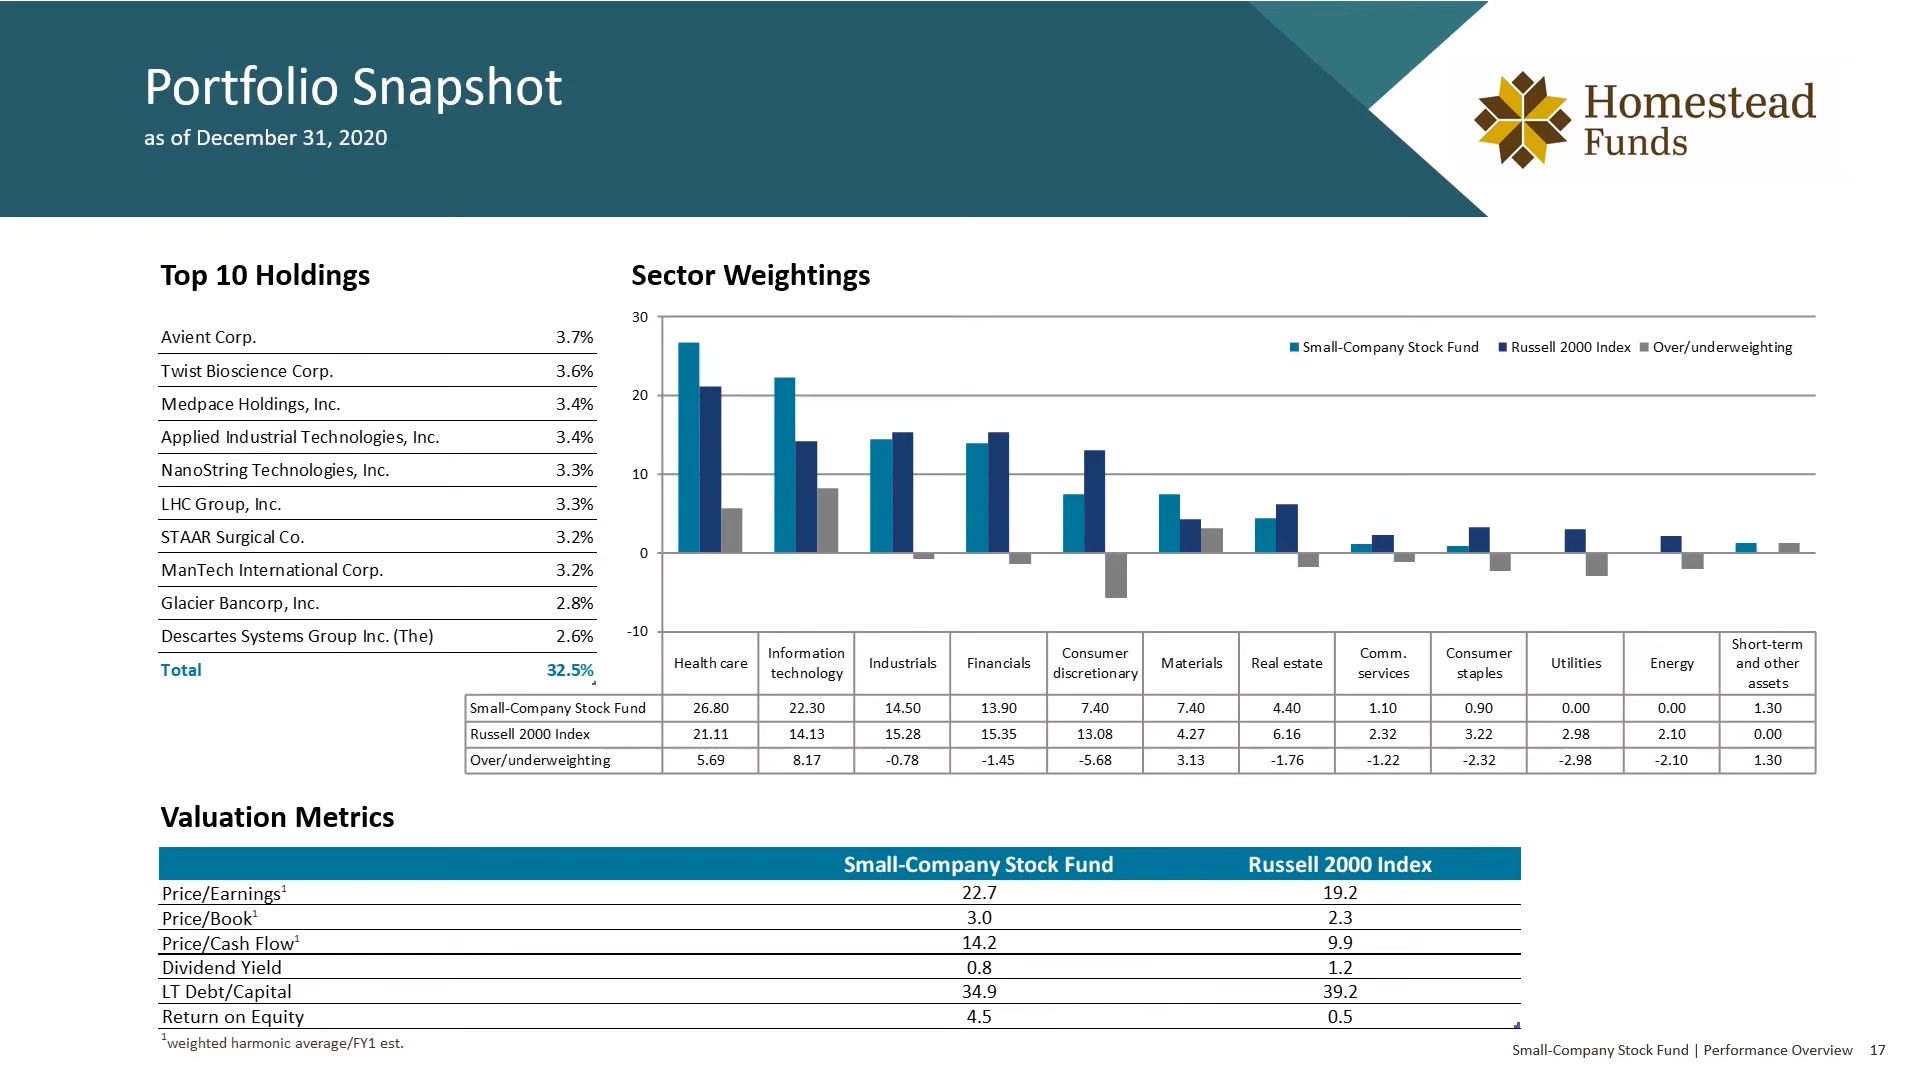 Portfolio Snapshot
as of December 31, 2020
Homestead
Funds
Top 10 Holdings
Avient Corp. 3.7%
Twist Bioscience Corp. 3.6%
Medpace Holdings, Inc. 3.4%
Applied Industrial Technologies, Inc. 3.4%
NanoString Technologies, Inc. 3.3%
LHC Group, Inc. 3.3%
STAAR Surgical Co. 3.2%
ManTech International Corp. 3.2%
Glacier Bancorp, Inc. 2.8%
Descartes Systems Group Inc. (The) 2.6%
Total 32.5%
Sector Weightings
Small-Company Stock Fund Russell 2000 Index Over/underweighting
30
20
10
0
-10
Health care Information technology Industrials Financials Consumer discretionary Materials Real estate Comm. services Consumer staples Utilities Energy Short-term and other assets
Small-Company Stock Fund 26.80 22.30 14.50 13.90 7.40 7.40 4.40 1.10 0.90 0.00 0.00 1.30
Russell 2000 Index 21.11 14.13 15.28 15.35 13.08 4.27 6.16 2.32 3.22 2.98 2.10 0.00
Over/underweighting 5.69 8.17 -0.78 -1.45 -5.68 3.13 -1.76 -1.22 -2.32 -2.98 -2.10 1.30
Valuation Metrics
Small-Company Stock Fund Russell 2000 Index
Price/Earnings¹ 22.7 19.2
Price/Book¹ 3.0 2.3
Price/Cash Flow¹ 14.2 9.9
Dividend Yield 0.8 1.2
LT Debt/Capital 34.9 39.2
Return on Equity 4.5 0.5
¹weighted harmonic average/FY1 est.
Small-Company Stock Fund | Performance Overview 17